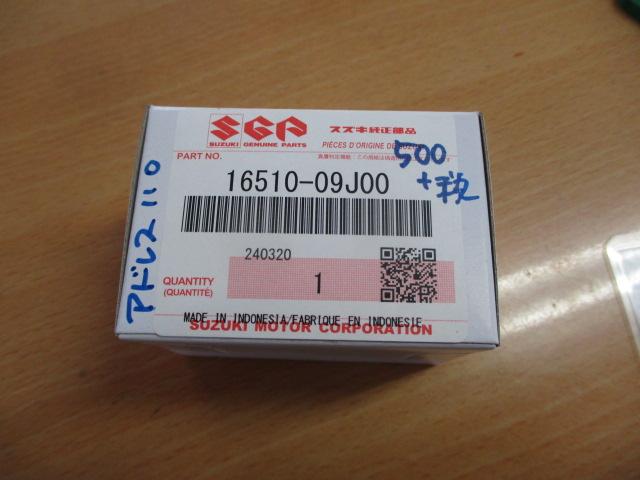 SGP スズキ純正部品
SUZUKI GENUINE PARTS PIÈCES D'ORIGINE DE SUZUKI
PART NO.
500
+税
16510-09J00
240320
QUANTITY
(QUANTITÉ)
1
MADE IN INDONESIA/FABRIQUE EN INDONESIE
SUZUKI MOTOR CORPORATION
アドレス110